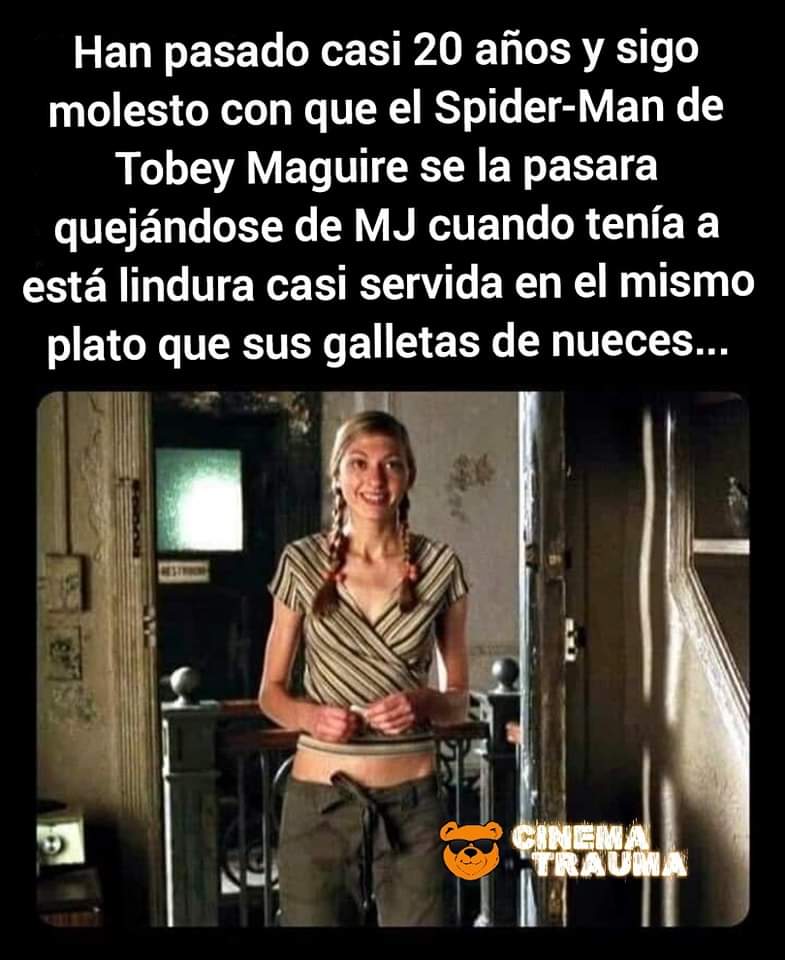 Han pasado casi 20 años y sigo
molesto con que el Spider-Man de
Tobey Maguire se la pasara
quejándose de MJ cuando tenía a
está lindura casi servida en el mismo
plato que sus galletas de nueces...
RESTROOM
CINEMA
TRAUMA